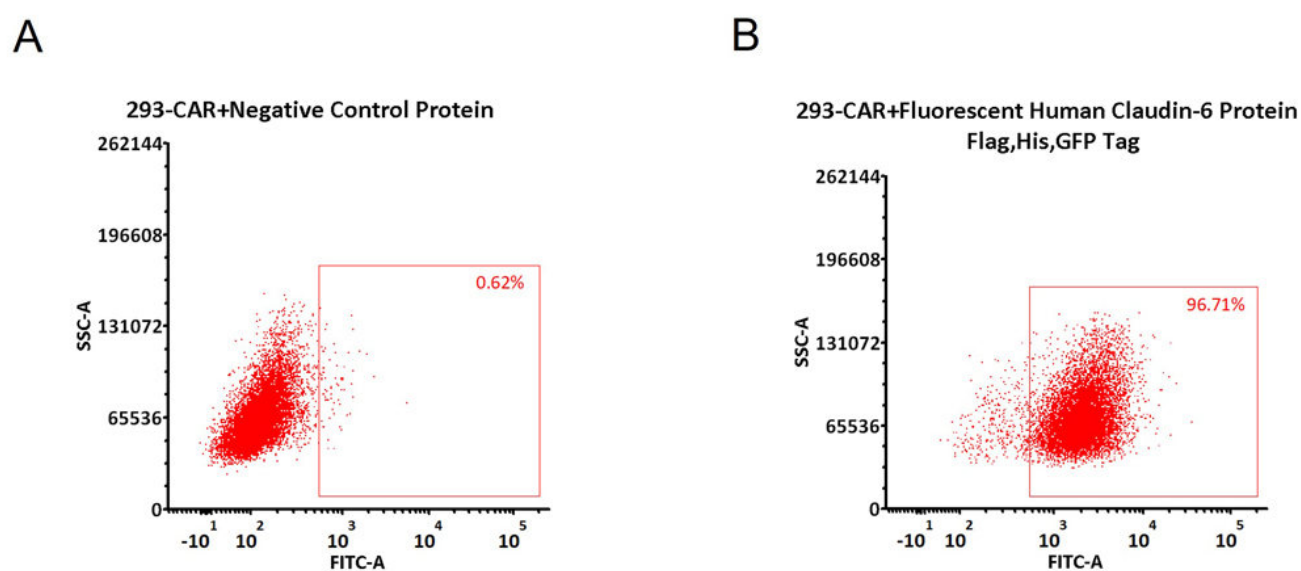 A
B
293-CAR+Negative Control Protein
262144
196608
131072
65536
0
SSC-A
0.62%
-10^1 10^2 10^3 10^4 10^5
FITC-A
293-CAR+Fluorescent Human Claudin-6 Protein
Flag,His,GFP Tag
262144
196608
131072
65536
0
SSC-A
96.71%
-10^1 10^2 10^3 10^4 10^5
FITC-A